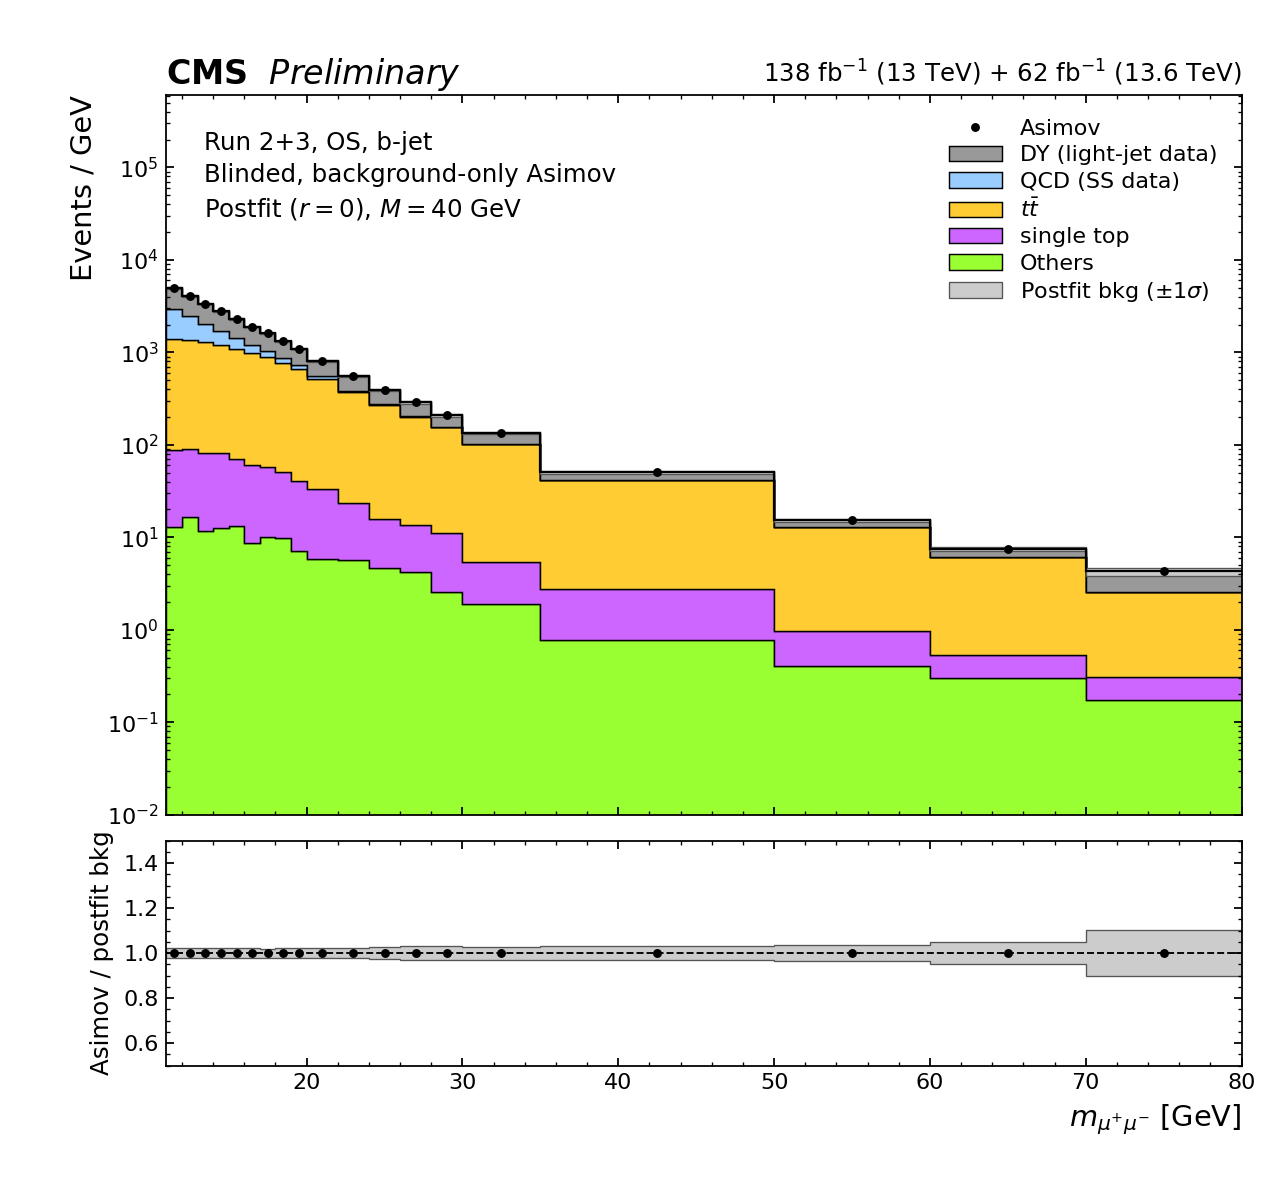 CMS Preliminary
138 fb⁻¹ (13 TeV) + 62 fb⁻¹ (13.6 TeV)
Events / GeV
Run 2+3, OS, b-jet
Blinded, background-only Asimov
Postfit (r = 0), M = 40 GeV
Asimov
DY (light-jet data)
QCD (SS data)
tt̄
single top
Others
Postfit bkg (±1σ)
10⁵
10⁴
10³
10²
10¹
10⁰
10⁻¹
10⁻²
Asimov / postfit bkg
1.4
1.2
1.0
0.8
0.6
20 30 40 50 60 70 80
m_μ⁺μ⁻ [GeV]